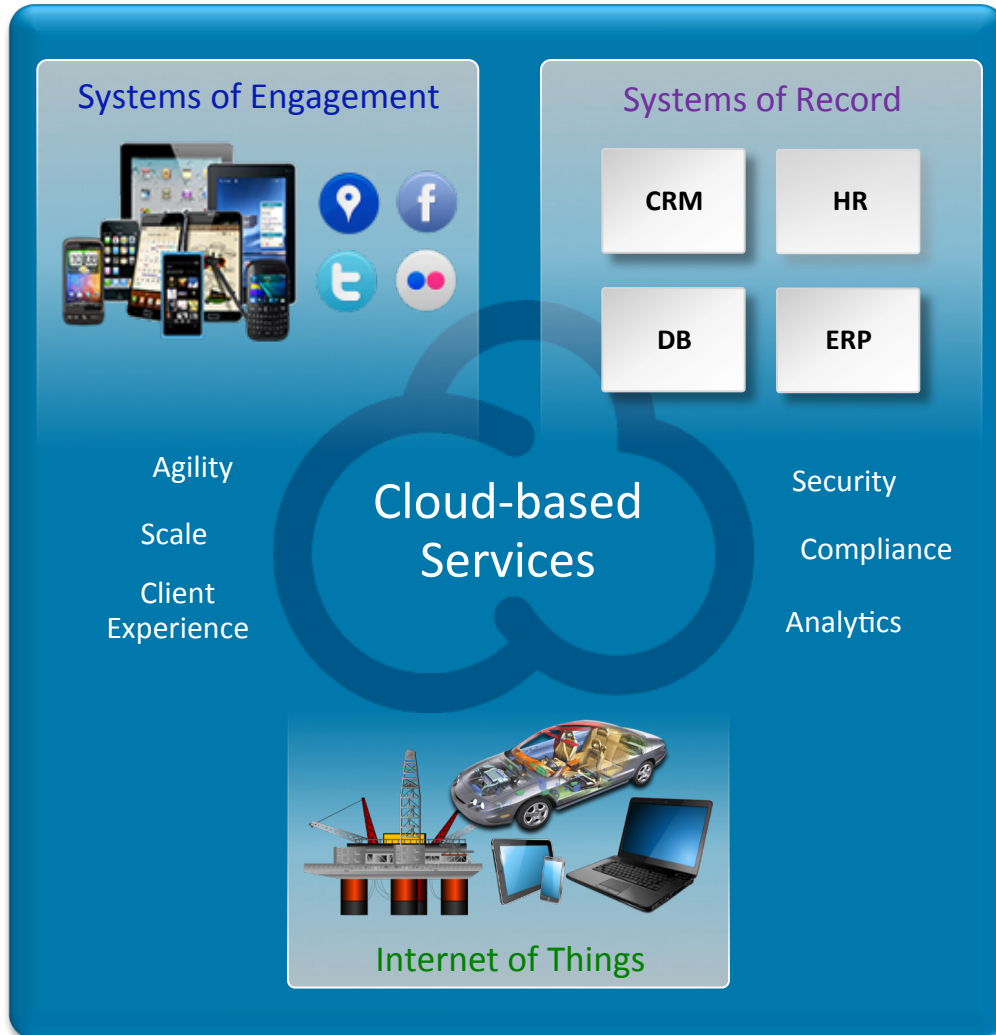 Systems of Engagement
Systems of Record
CRM
HR
DB
ERP
Agility
Scale
Client
Experience
Cloud-based
Services
Security
Compliance
Analytics
Internet of Things